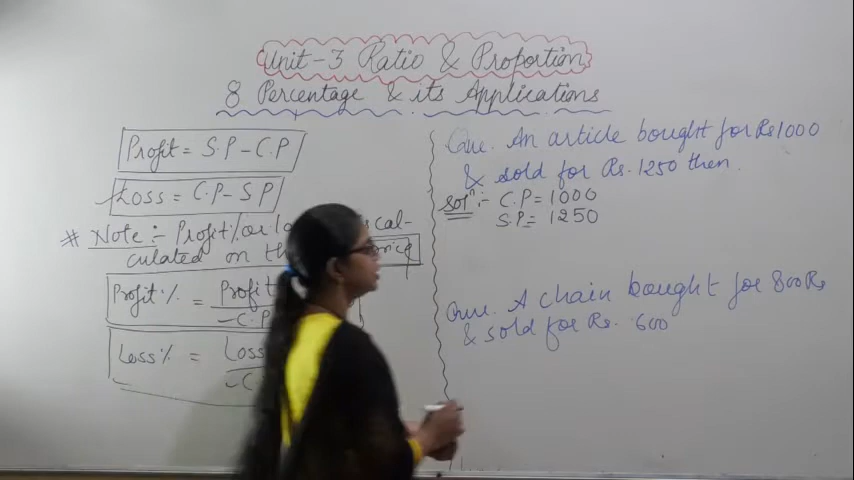 Unit-3 Ratio & Proportion
& Percentage & its Applications
Profit = S.P - C.P
Loss = C.P - S.P
# Note :- Profit% or lo cal-
culated on th
Profit % = Profit
C.P
Loss % = Loss
C
Que. An article bought for Rs 1000
& sold for Rs. 1250 then.
Solⁿ :- C.P = 1000
S.P = 1250
Que. A chain bought for 800 Rs
& sold for Rs. 600